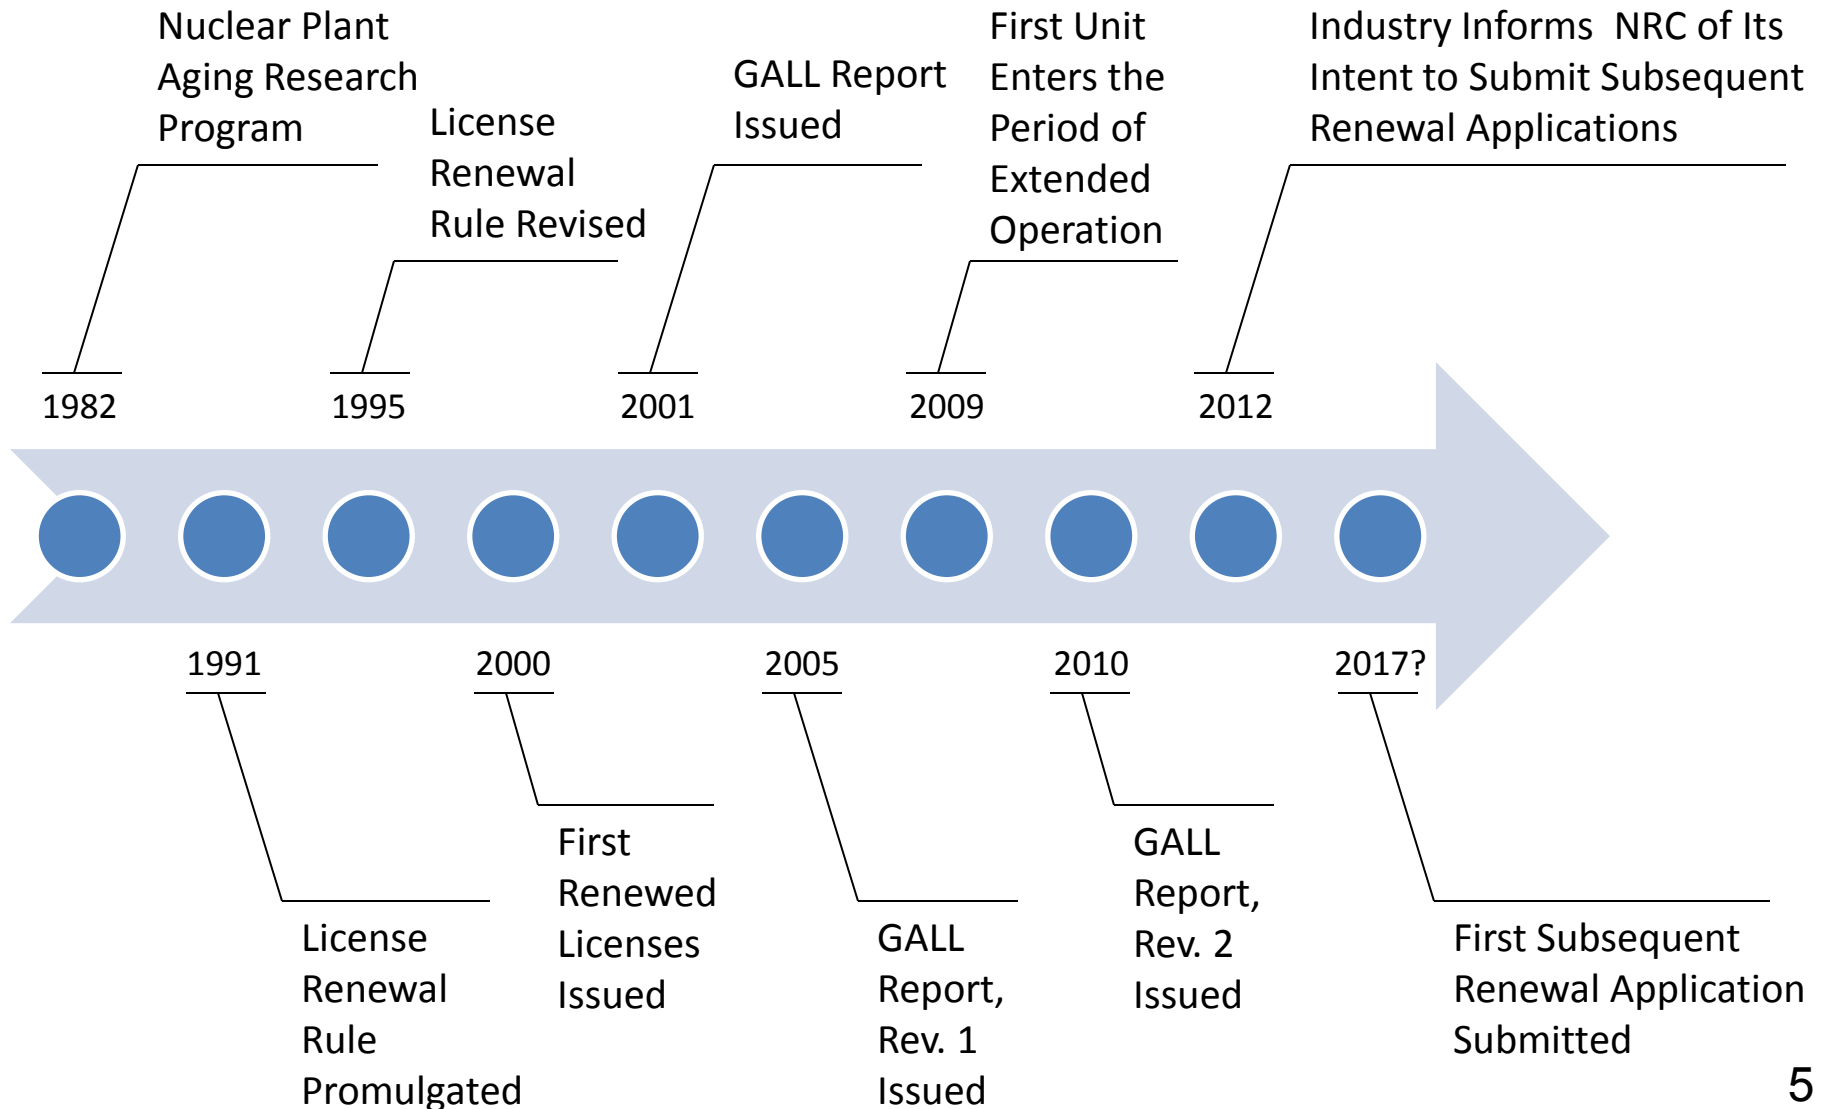 Nuclear Plant
Aging Research
Program
License
Renewal
Rule Revised
GALL Report
Issued
First Unit
Enters the
Period of
Extended
Operation
Industry Informs  NRC of Its
Intent to Submit Subsequent
Renewal Applications
1982
1995
2001
2009
2012
1991
2000
2005
2010
2017?
License
Renewal
Rule
Promulgated
First
Renewed
Licenses
Issued
GALL
Report,
Rev. 1
Issued
GALL
Report,
Rev. 2
Issued
First Subsequent
Renewal Application
Submitted
5